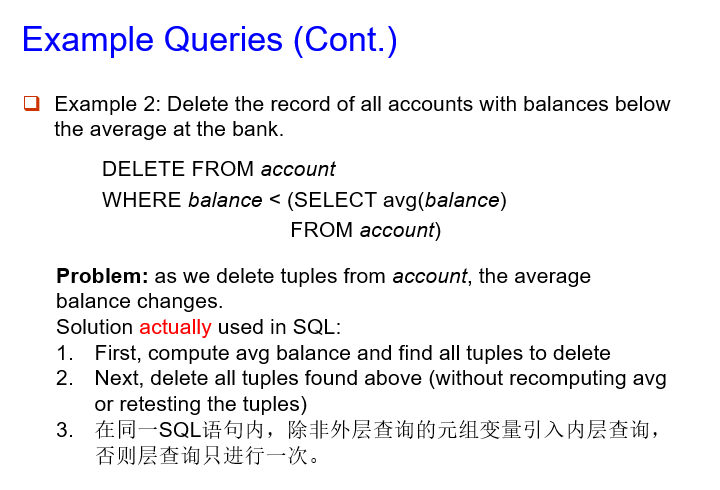 Example Queries (Cont.)
Example 2: Delete the record of all accounts with balances below
the average at the bank.
DELETE FROM account
WHERE balance < (SELECT avg(balance)
FROM account)
Problem: as we delete tuples from account, the average
balance changes.
Solution actually used in SQL:
1. First, compute avg balance and find all tuples to delete
2. Next, delete all tuples found above (without recomputing avg
or retesting the tuples)
3. 在同一SQL语句内，除非外层查询的元组变量引入内层查询，
否则层查询只进行一次。